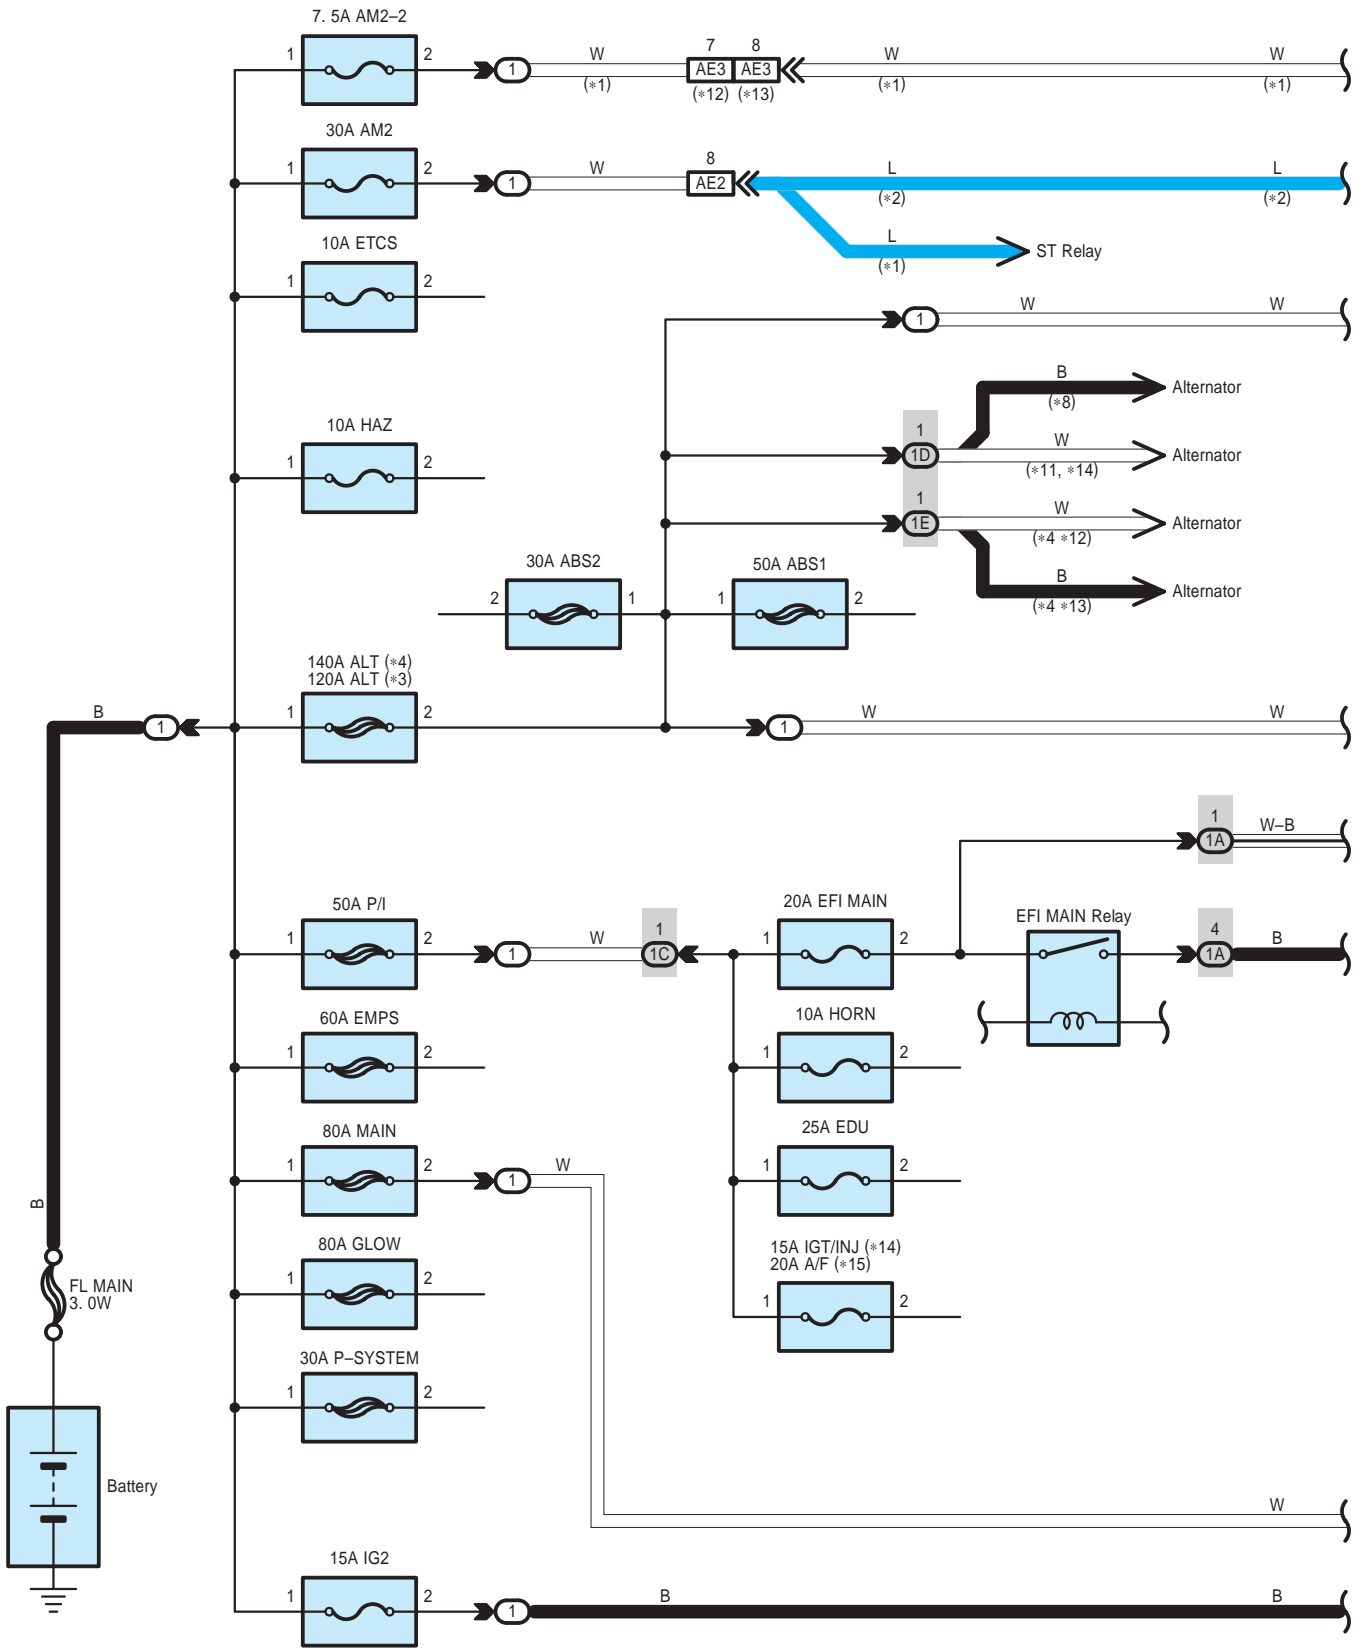 7. 5A AM2–2
1 2 1 W 7 8 W W
AE3 AE3
(∗1) (∗12) (∗13) (∗1) (∗1)
30A AM2
1 2 1 W 8 L L
AE2
(∗2) (∗2)
10A ETCS
1 2
L
(∗1)
ST Relay
1 W W
B
(∗8)
Alternator
10A HAZ
1 2
1
1D
W
(∗11, ∗14)
Alternator
1
1E
W
(∗4 ∗12)
Alternator
30A ABS2
2 1
50A ABS1
1 2
B
(∗4 ∗13)
Alternator
140A ALT (∗4)
120A ALT (∗3)
B 1 1 2 1 W W
1
1A
W–B
50A P/I
1 2 1 W
1
1C
20A EFI MAIN
1 2
EFI MAIN Relay
4
1A
B
60A EMPS
1 2
10A HORN
1 2
80A MAIN
1 2 1 W
25A EDU
1 2
B
80A GLOW
1 2
15A IGT/INJ (∗14)
20A A/F (∗15)
1 2
FL MAIN
3. 0W
30A P–SYSTEM
1 2
Battery
W
15A IG2
1 2 1 B B